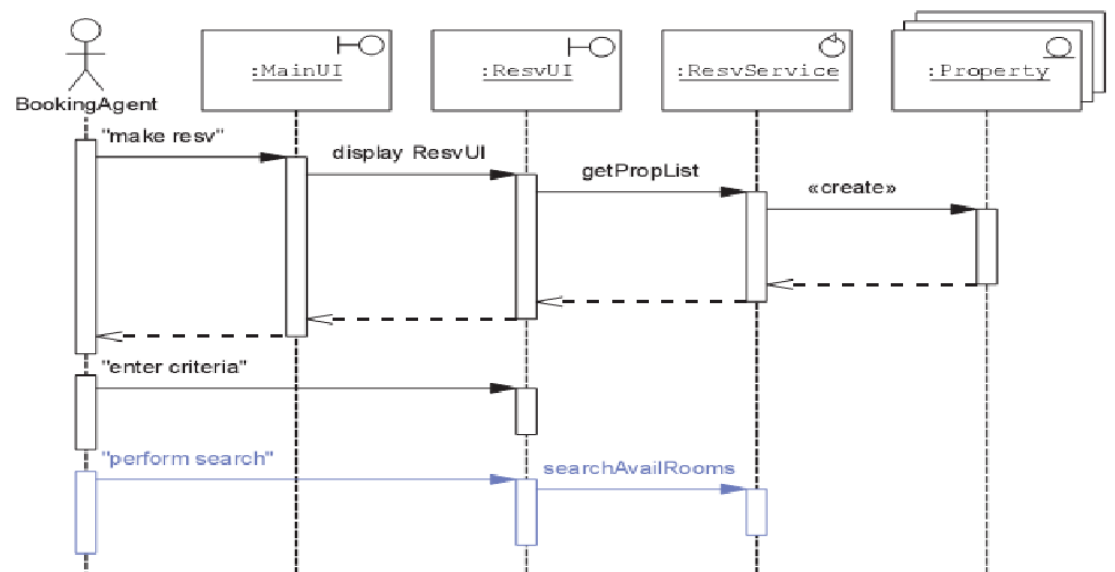 :MainUI
:ResvUI
:ResvService
:Property
BookingAgent
"make resv"
display ResvUI
getPropList
«create»
"enter criteria"
"perform search"
searchAvailRooms